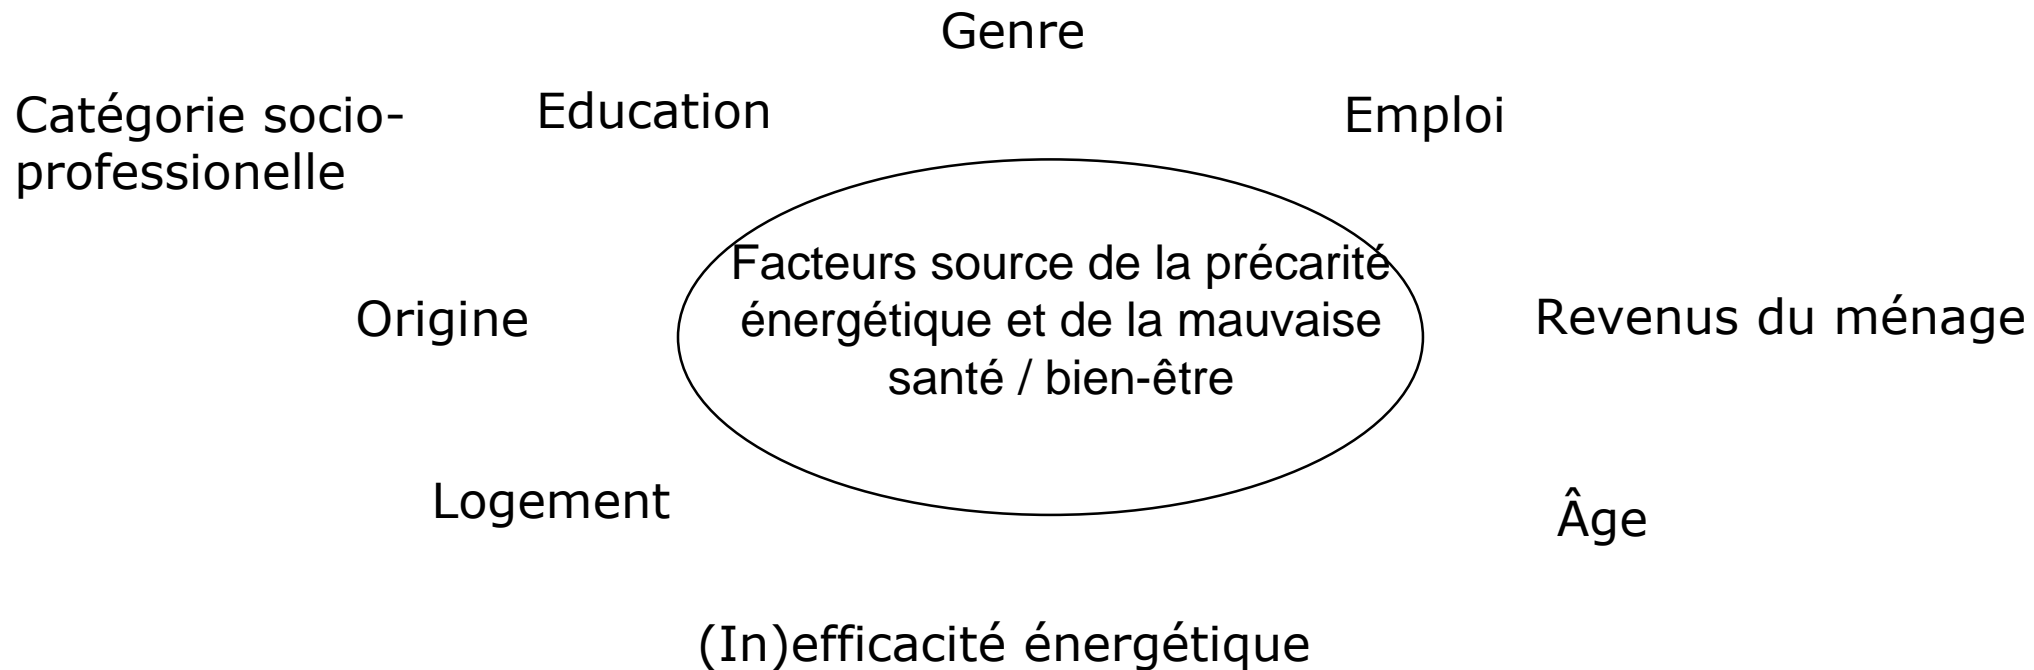 Genre
Catégorie socio-
professionelle
Education
Emploi
Facteurs source de la précarité
énergétique et de la mauvaise
santé / bien-être
Origine
Revenus du ménage
Logement
Âge
(In)efficacité énergétique